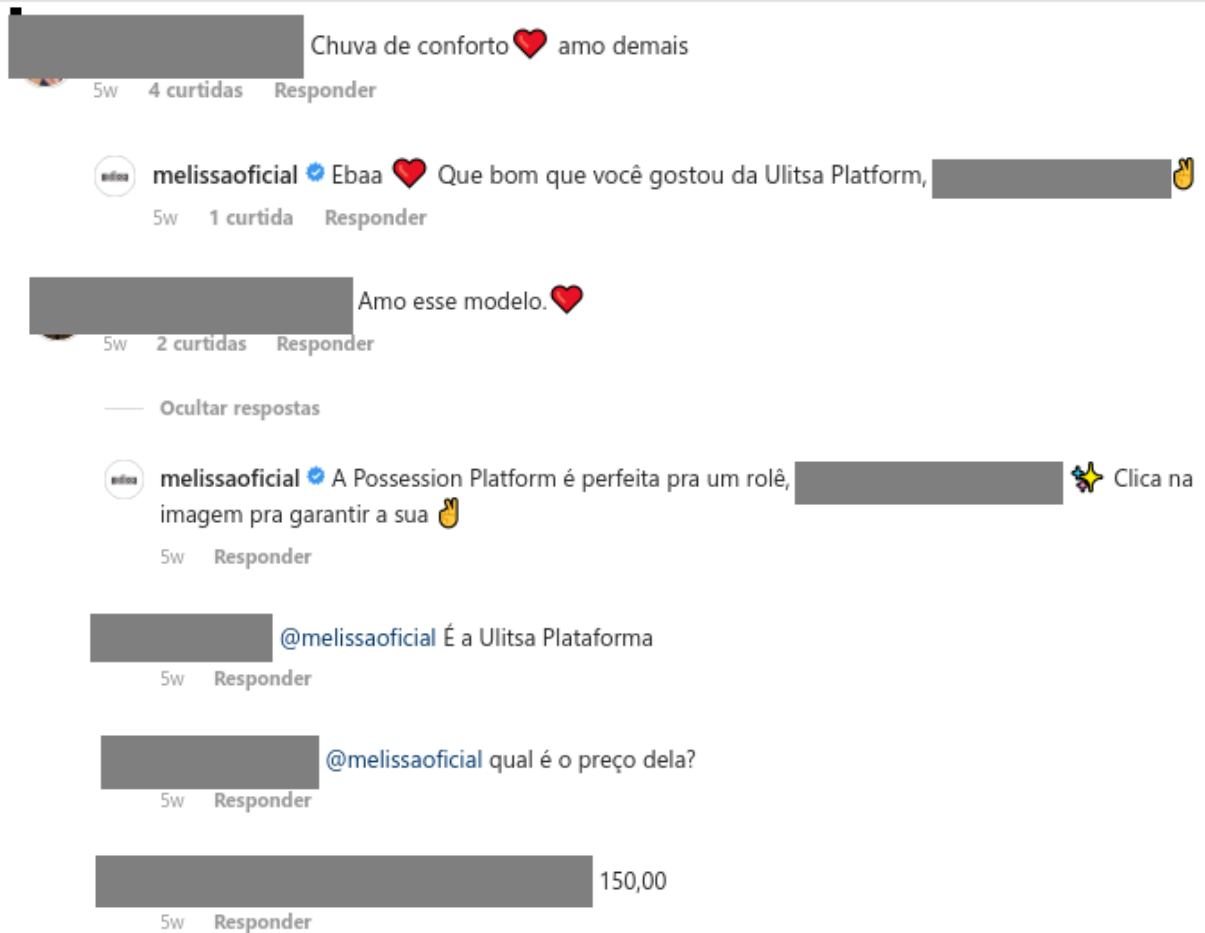 Chuva de conforto❤️ amo demais
5w 4 curtidas Responder
melissaoficial Ebaa ❤️ Que bom que você gostou da Ulitsa Platform, ✌️
5w 1 curtida Responder
Amo esse modelo.❤️
5w 2 curtidas Responder
Ocultar respostas
melissaoficial A Possession Platform é perfeita pra um rolê, ✨ Clica na
imagem pra garantir a sua ✌️
5w Responder
@melissaoficial É a Ulitsa Plataforma
5w Responder
@melissaoficial qual é o preço dela?
5w Responder
150,00
5w Responder